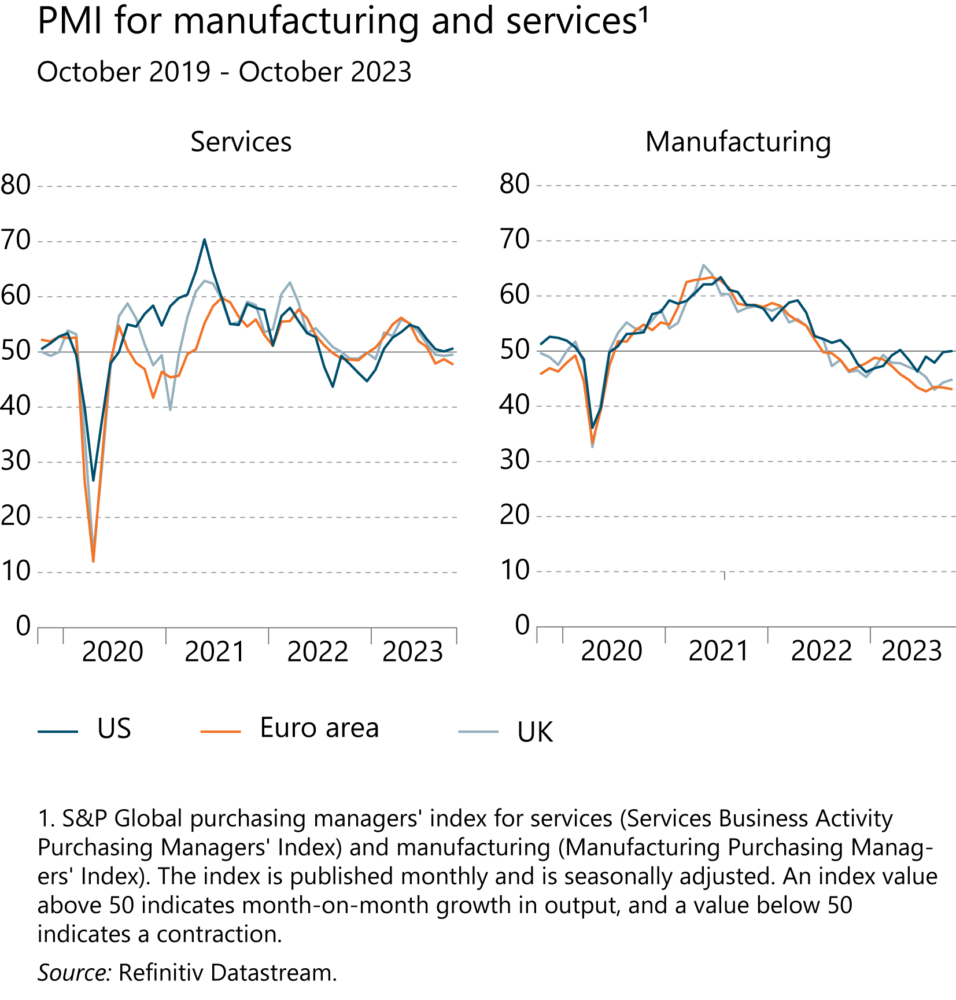 PMI for manufacturing and services¹
October 2019 - October 2023
Services
80
70
60
50
40
30
20
10
0
2020 2021 2022 2023
Manufacturing
80
70
60
50
40
30
20
10
0
2020 2021 2022 2023
US Euro area UK
1. S&P Global purchasing managers' index for services (Services Business Activity
Purchasing Managers' Index) and manufacturing (Manufacturing Purchasing Manag-
ers' Index). The index is published monthly and is seasonally adjusted. An index value
above 50 indicates month-on-month growth in output, and a value below 50
indicates a contraction.
Source: Refinitiv Datastream.